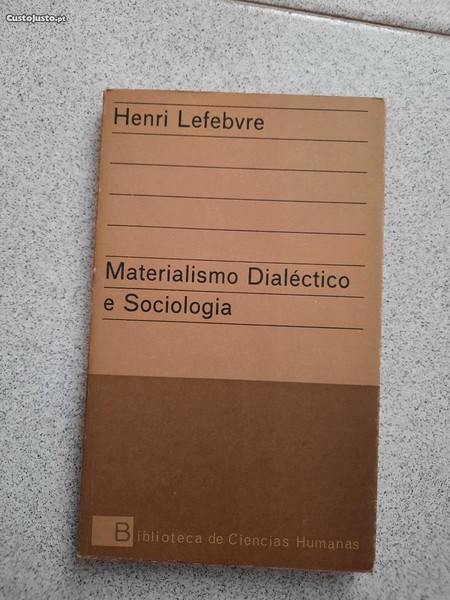 CustoJusto.pt
Henri Lefebvre
Materialismo Dialéctico
e Sociologia
Biblioteca de Ciencias Humanas